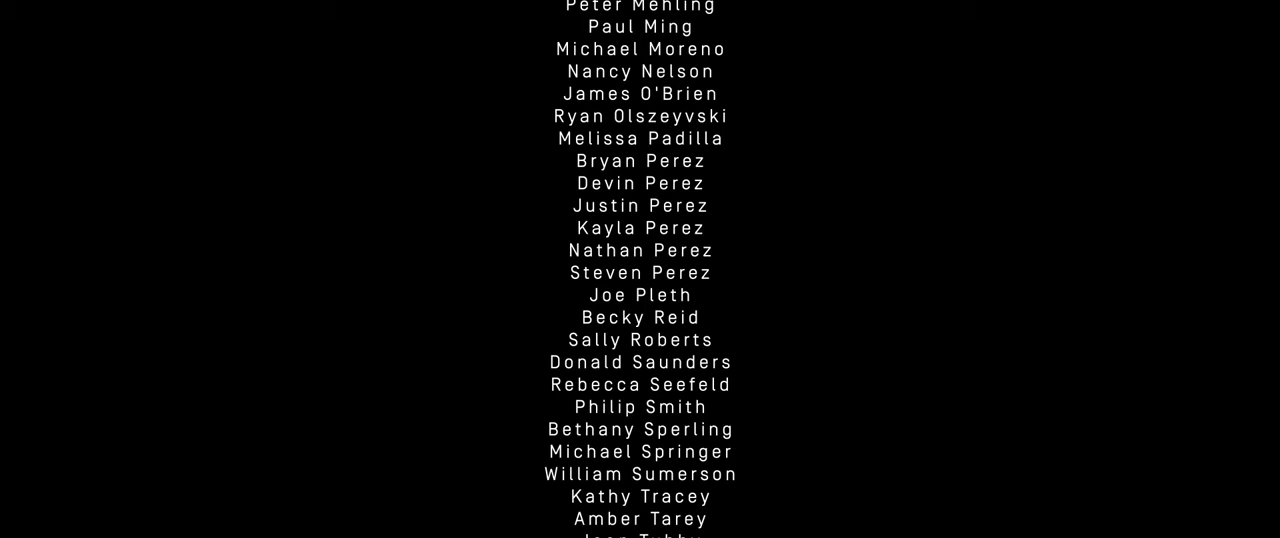 Peter Mehling
Paul Ming
Michael Moreno
Nancy Nelson
James O'Brien
Ryan Olszeyvski
Melissa Padilla
Bryan Perez
Devin Perez
Justin Perez
Kayla Perez
Nathan Perez
Steven Perez
Joe Pleth
Becky Reid
Sally Roberts
Donald Saunders
Rebecca Seefeld
Philip Smith
Bethany Sperling
Michael Springer
William Sumerson
Kathy Tracey
Amber Tarey